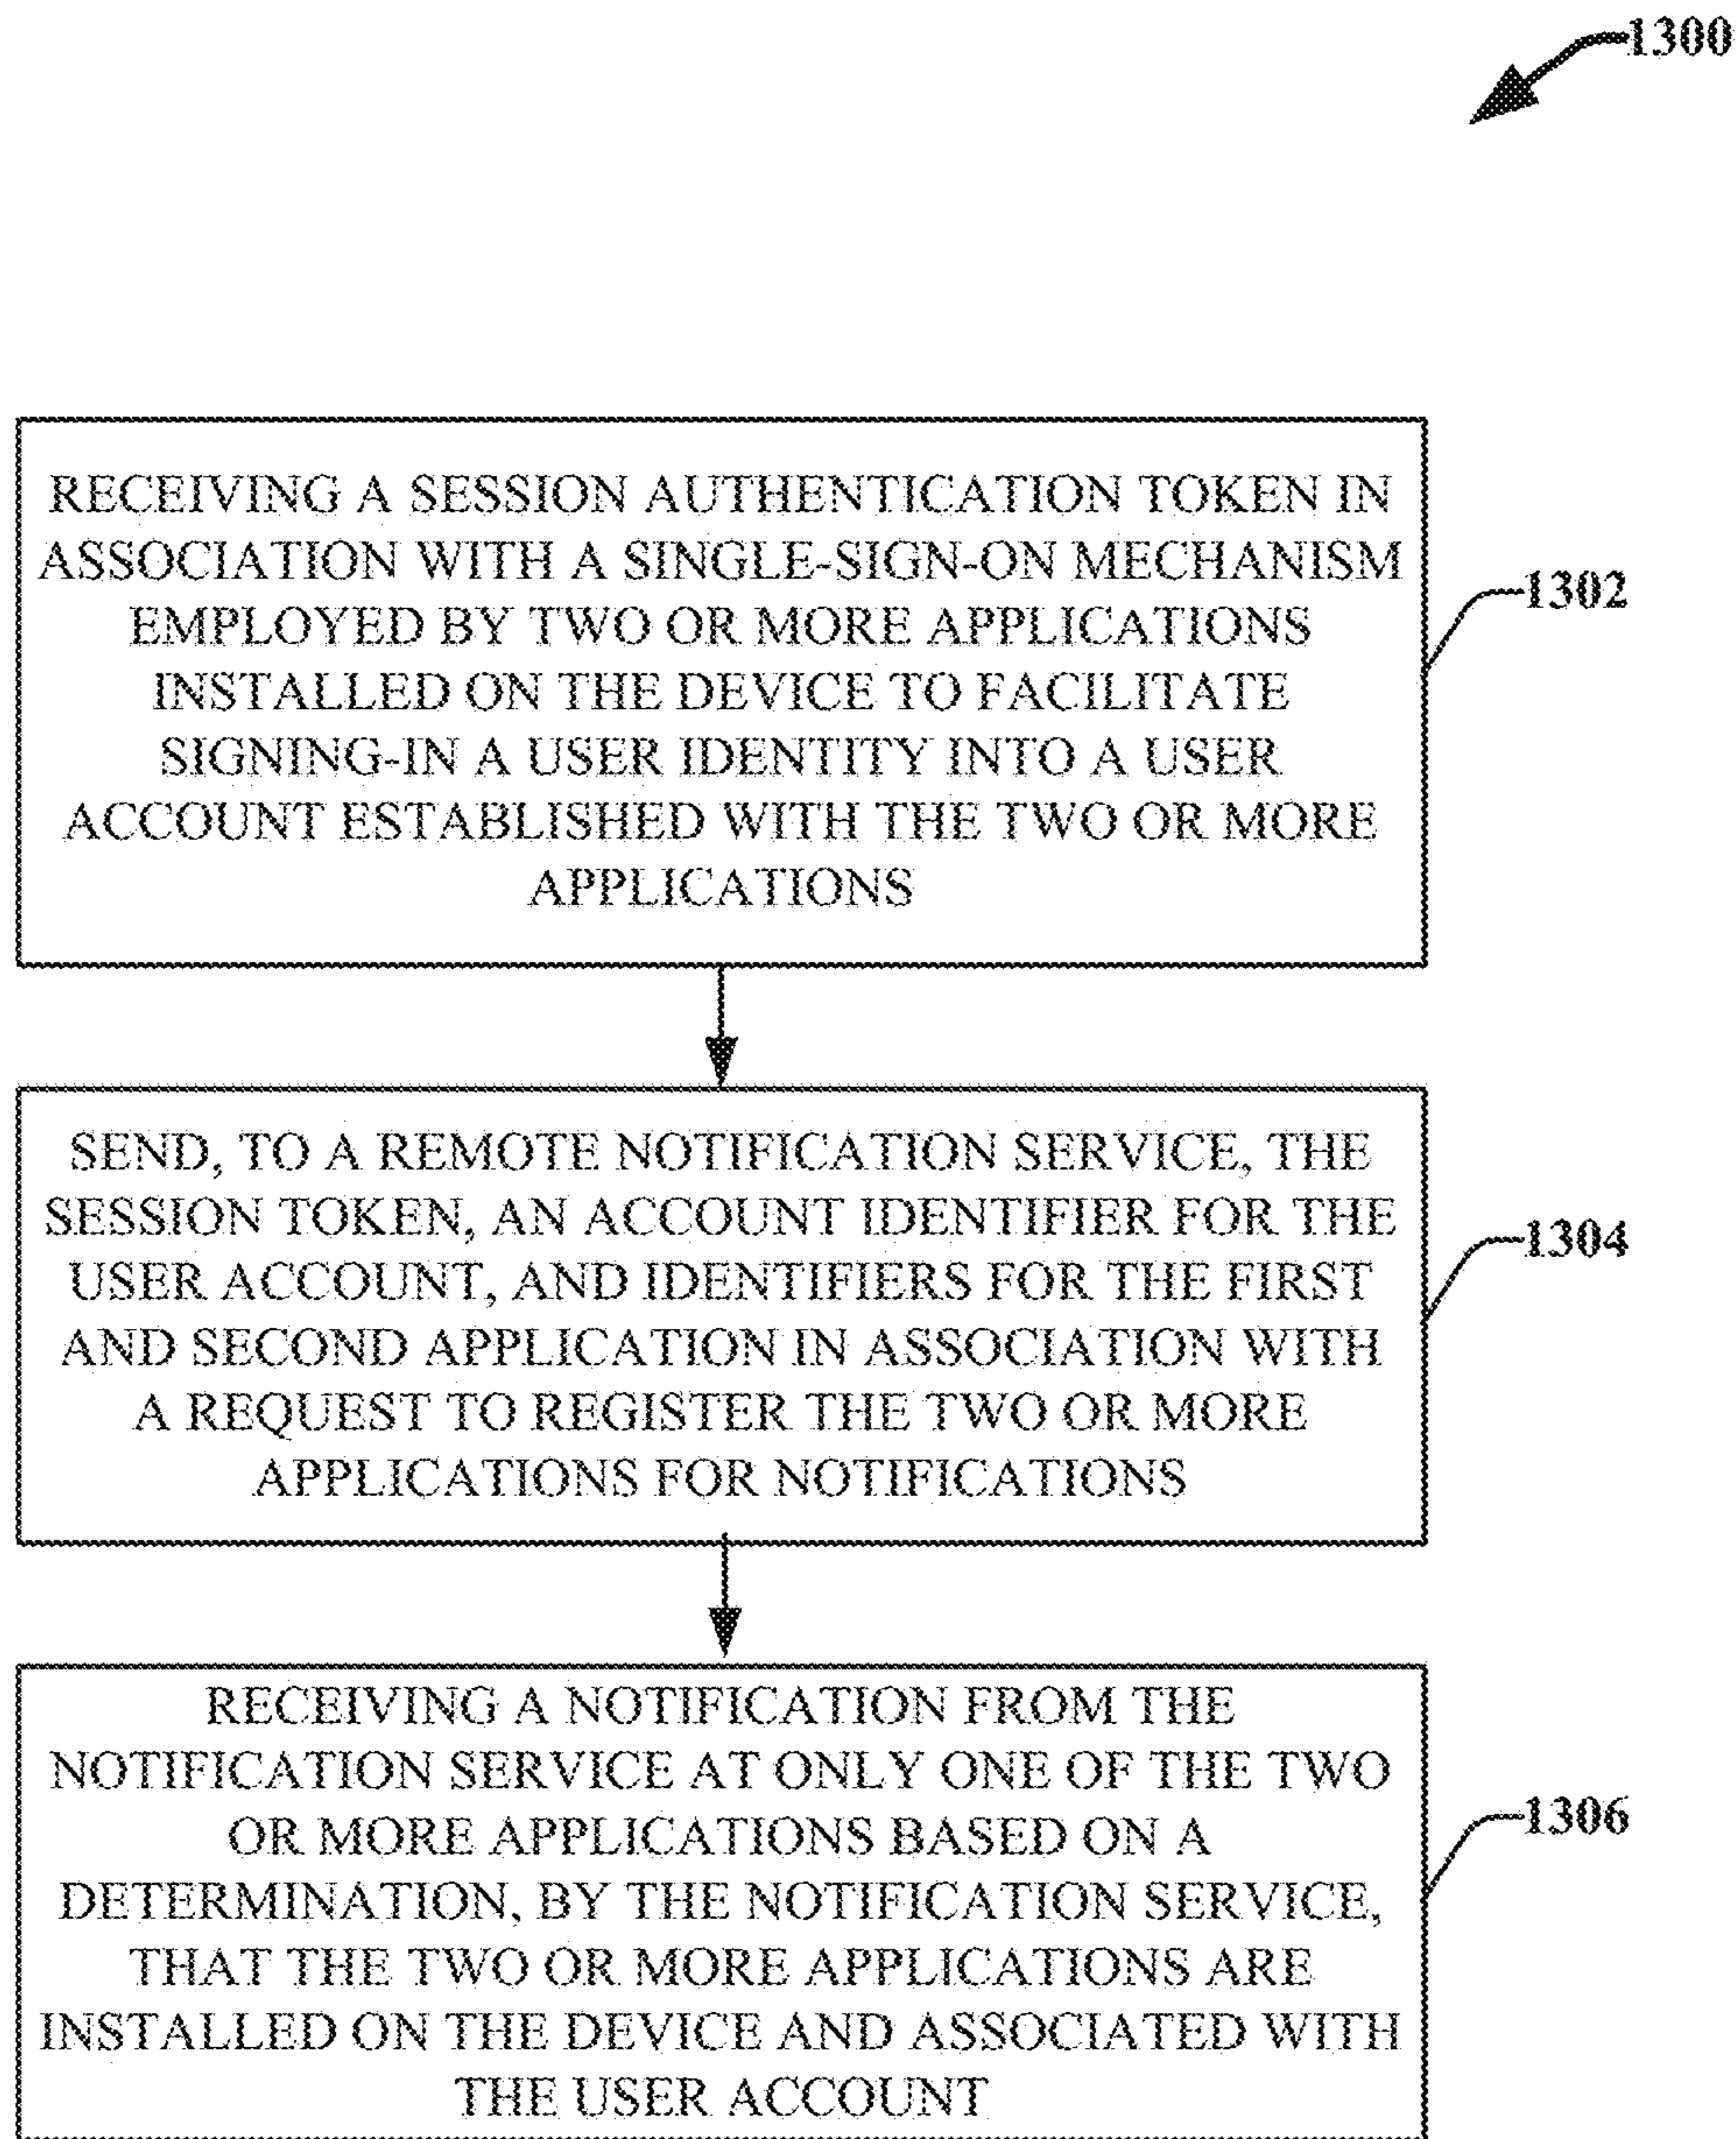 1300
RECEIVING A SESSION AUTHENTICATION TOKEN IN
ASSOCIATION WITH A SINGLE-SIGN-ON MECHANISM
EMPLOYED BY TWO OR MORE APPLICATIONS
INSTALLED ON THE DEVICE TO FACILITATE
SIGNING-IN A USER IDENTITY INTO A USER
ACCOUNT ESTABLISHED WITH THE TWO OR MORE
APPLICATIONS
1302
SEND, TO A REMOTE NOTIFICATION SERVICE, THE
SESSION TOKEN, AN ACCOUNT IDENTIFIER FOR THE
USER ACCOUNT, AND IDENTIFIERS FOR THE FIRST
AND SECOND APPLICATION IN ASSOCIATION WITH
A REQUEST TO REGISTER THE TWO OR MORE
APPLICATIONS FOR NOTIFICATIONS
1304
RECEIVING A NOTIFICATION FROM THE
NOTIFICATION SERVICE AT ONLY ONE OF THE TWO
OR MORE APPLICATIONS BASED ON A
DETERMINATION, BY THE NOTIFICATION SERVICE,
THAT THE TWO OR MORE APPLICATIONS ARE
INSTALLED ON THE DEVICE AND ASSOCIATED WITH
THE USER ACCOUNT
1306